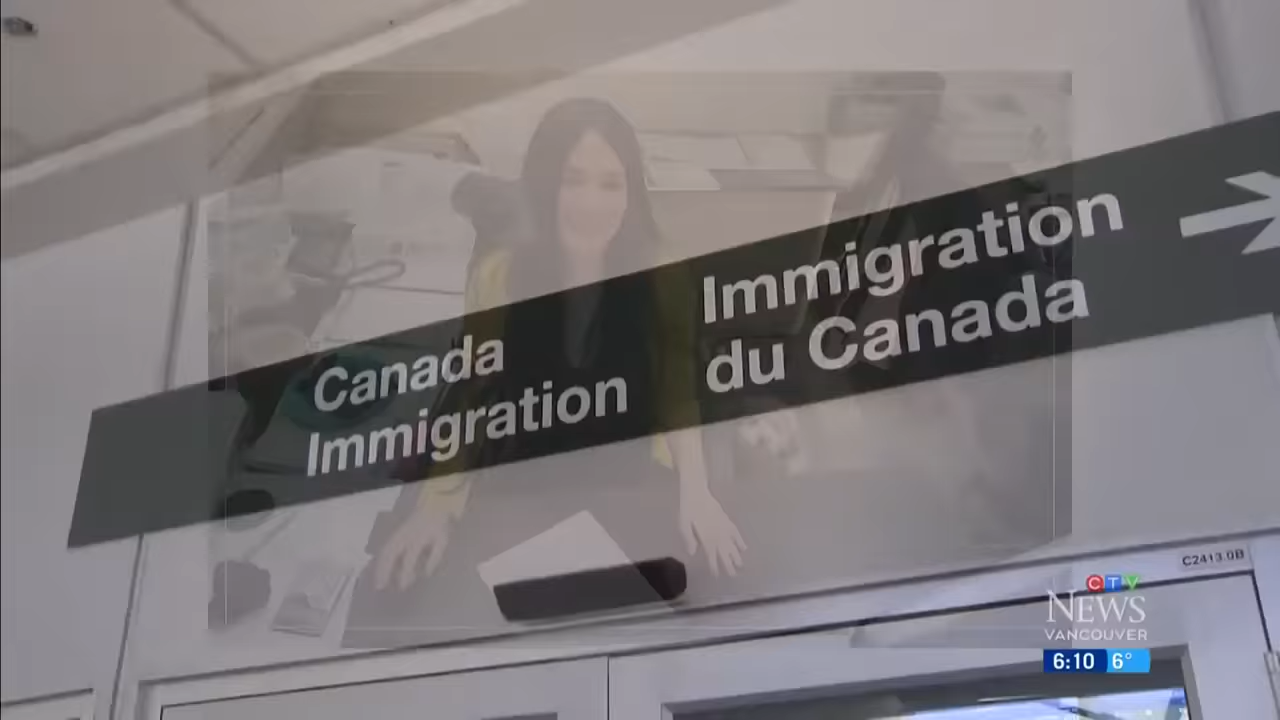 Canada
Immigration
Immigration
du Canada
C2413.0B
CTV
NEWS
VANCOUVER
6:10 6°